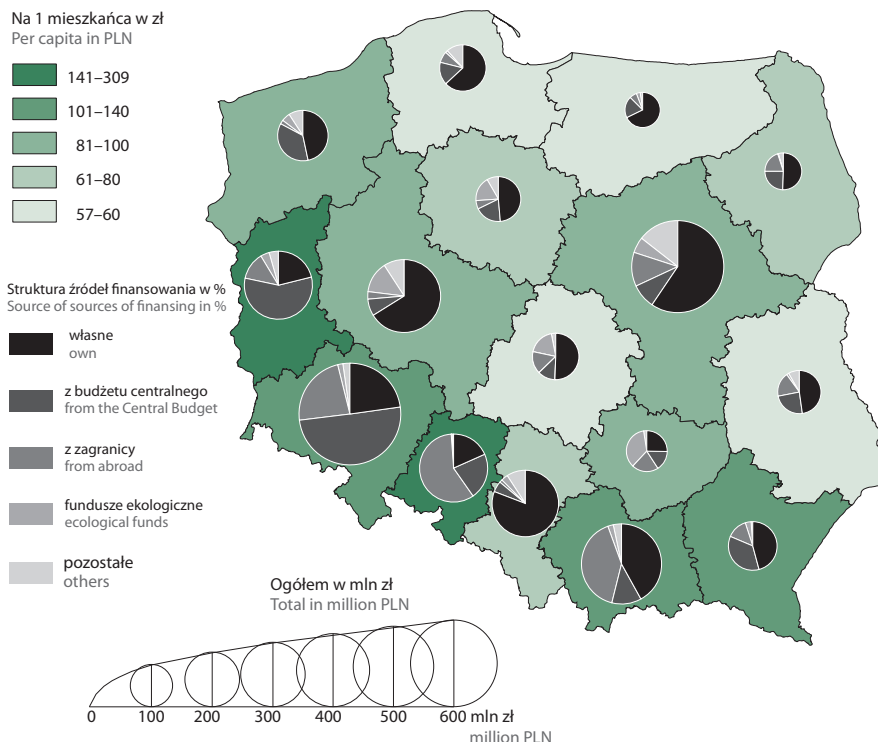 Na 1 mieszkańca w zł
Per capita in PLN
141–309
101–140
81–100
61–80
57–60
Struktura źródeł finansowania w %
Source of sources of finansing in %
własne
own
z budżetu centralnego
from the Central Budget
z zagranicy
from abroad
fundusze ekologiczne
ecological funds
pozostałe
others
Ogółem w mln zł
Total in million PLN
0 100 200 300 400 500 600 mln zł
million PLN